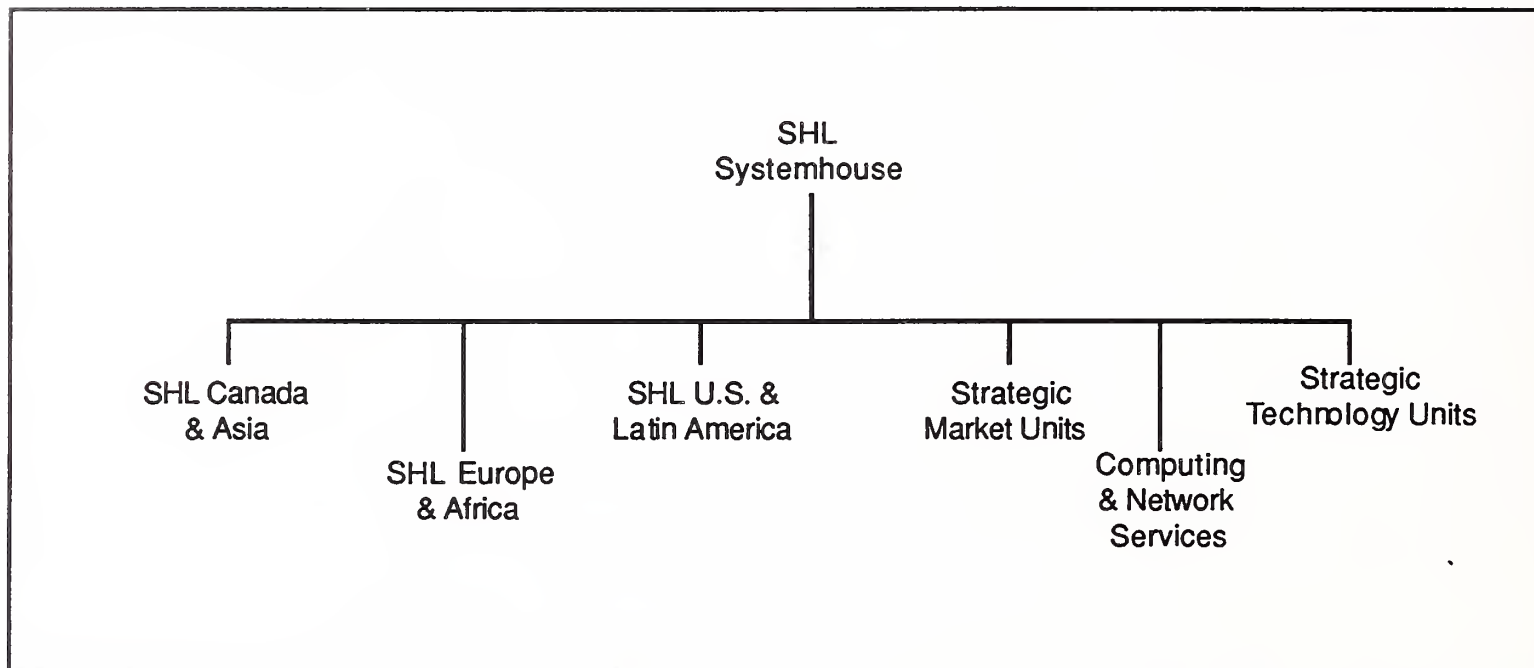 SHL
Systemhouse
SHL Canada
& Asia
SHL Europe
& Africa
SHL U.S. &
Latin America
Strategic
Market Units
Computing
& Network
Services
Strategic
Technology Units